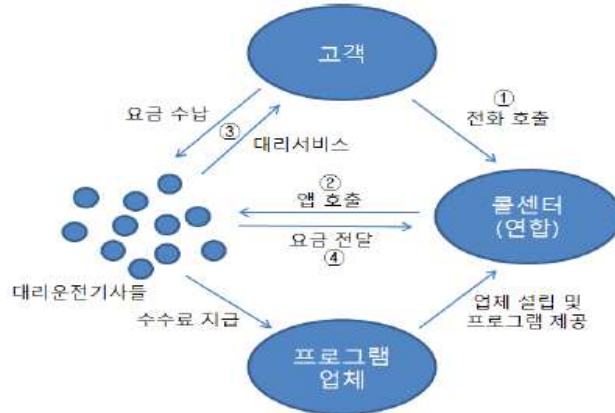 고객
①
전화 호출
요금 수납
③
대리서비스
②
앱 호출
콜센터
(연합)
요금 전달
④
대리운전기사들
수수료 지급
업체 설립 및
프로그램 제공
프로그램
업체